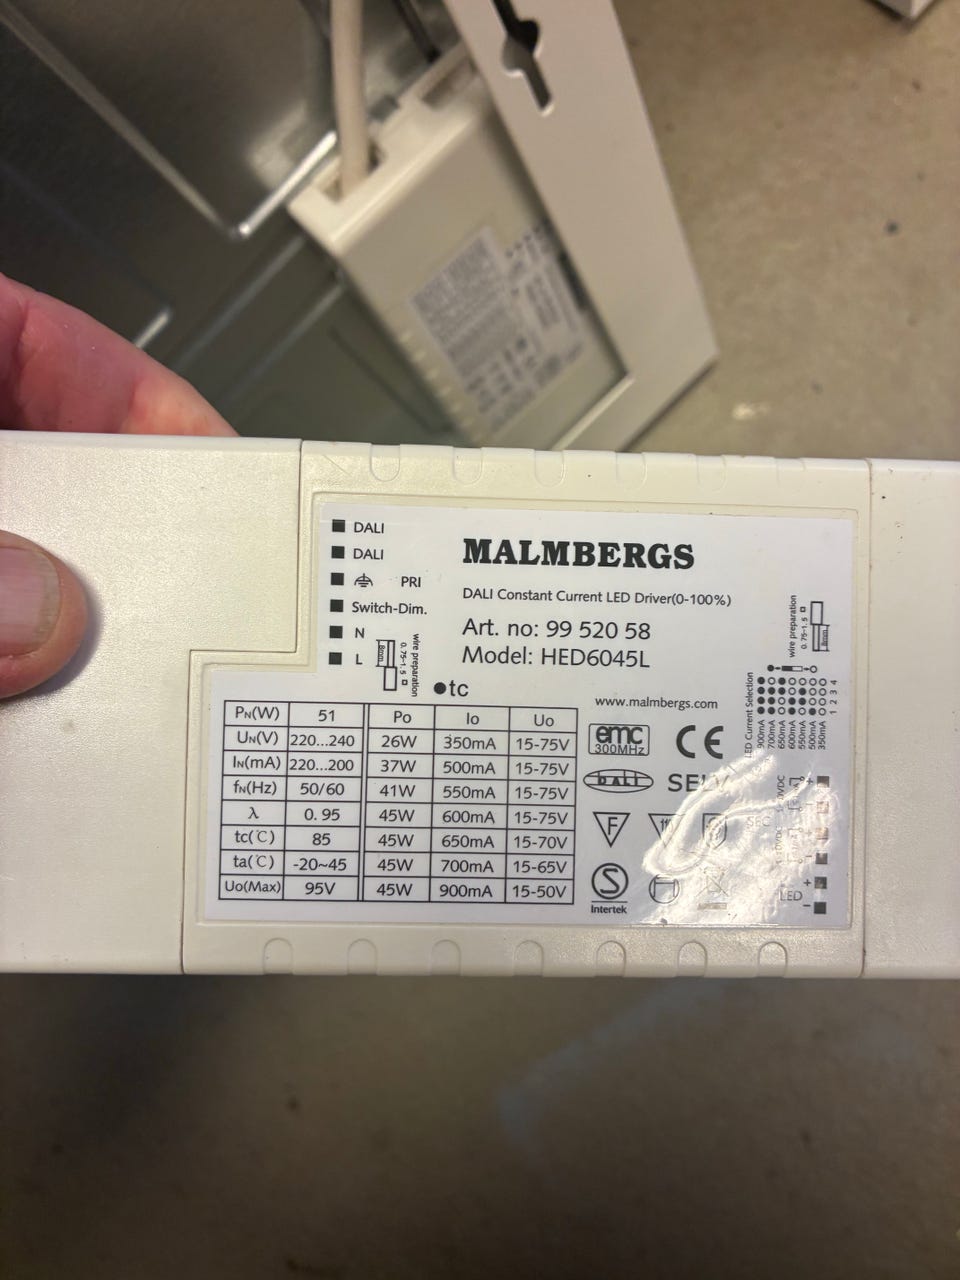 DALI
DALI
PRI
Switch-Dim.
N
L
8mm
0.75-1.5
wire preparation
MALMBERGS
DALI Constant Current LED Driver(0-100%)
Art. no: 99 520 58
Model: HED6045L
tc
www.malmbergs.com
wire preparation
0.75-1.5
8mm
PN(W) 51
UN(V) 220...240
IN(mA) 220...200
fN(Hz) 50/60
λ 0.95
tc(℃) 85
ta(℃) -20~45
Uo(Max) 95V
Po Io Uo
26W 350mA 15-75V
37W 500mA 15-75V
41W 550mA 15-75V
45W 600mA 15-75V
45W 650mA 15-70V
45W 700mA 15-65V
45W 900mA 15-50V
emc
300MHz
CE
DALI
SELV
F
S
Intertek
LED Current Selection
900mA
700mA
650mA
600mA
550mA
500mA
350mA
1 2 3 4
SEC
+
LED
-